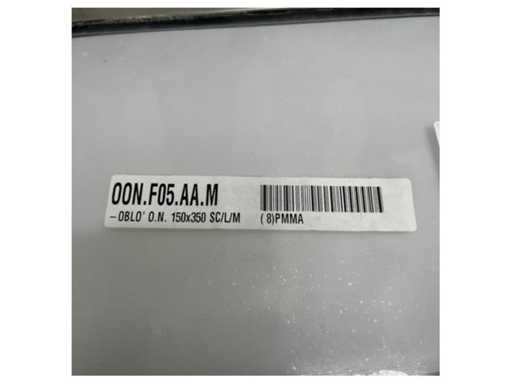 OON.F05.AA.M
–OBLO' O.N. 150x350 SC/L/M (8)PMMA